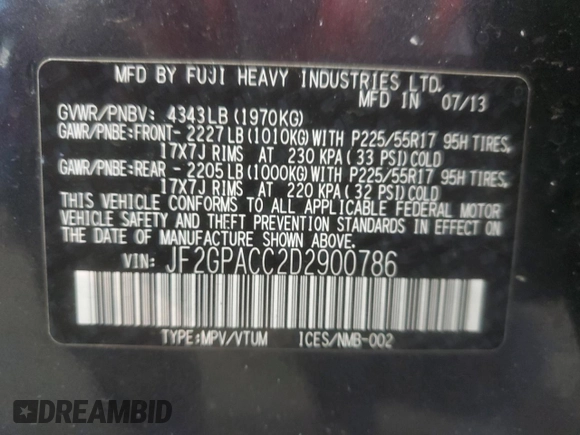 MFD BY FUJI HEAVY INDUSTRIES LTD.
MFD IN 07/13
GVWR/PNBV: 4343LB (1970KG)
GAWR/PNBE:FRONT- 2227LB (1010KG)WITH P225/55R17 95H TIRES,
17X7J RIMS AT 230 KPA( 33 PSI)COLD
GAWR/PNBE:REAR - 2205LB (1000KG)WITH P225/55R17 95H TIRES,
17X7J RIMS AT 220 KPA( 32 PSI)COLD
THIS VEHICLE CONFORMS TO ALL APPLICABLE FEDERAL MOTOR
VEHICLE SAFETY AND THEFT PREVENTION STANDARDS IN EFFECT
ON THE DATE OF MANUFACTURE SHOWN ABOVE.
VIN: JF2GPACC2D2900786
TYPE:MPV/VTUM ICES/NMB-002
DREAMBID